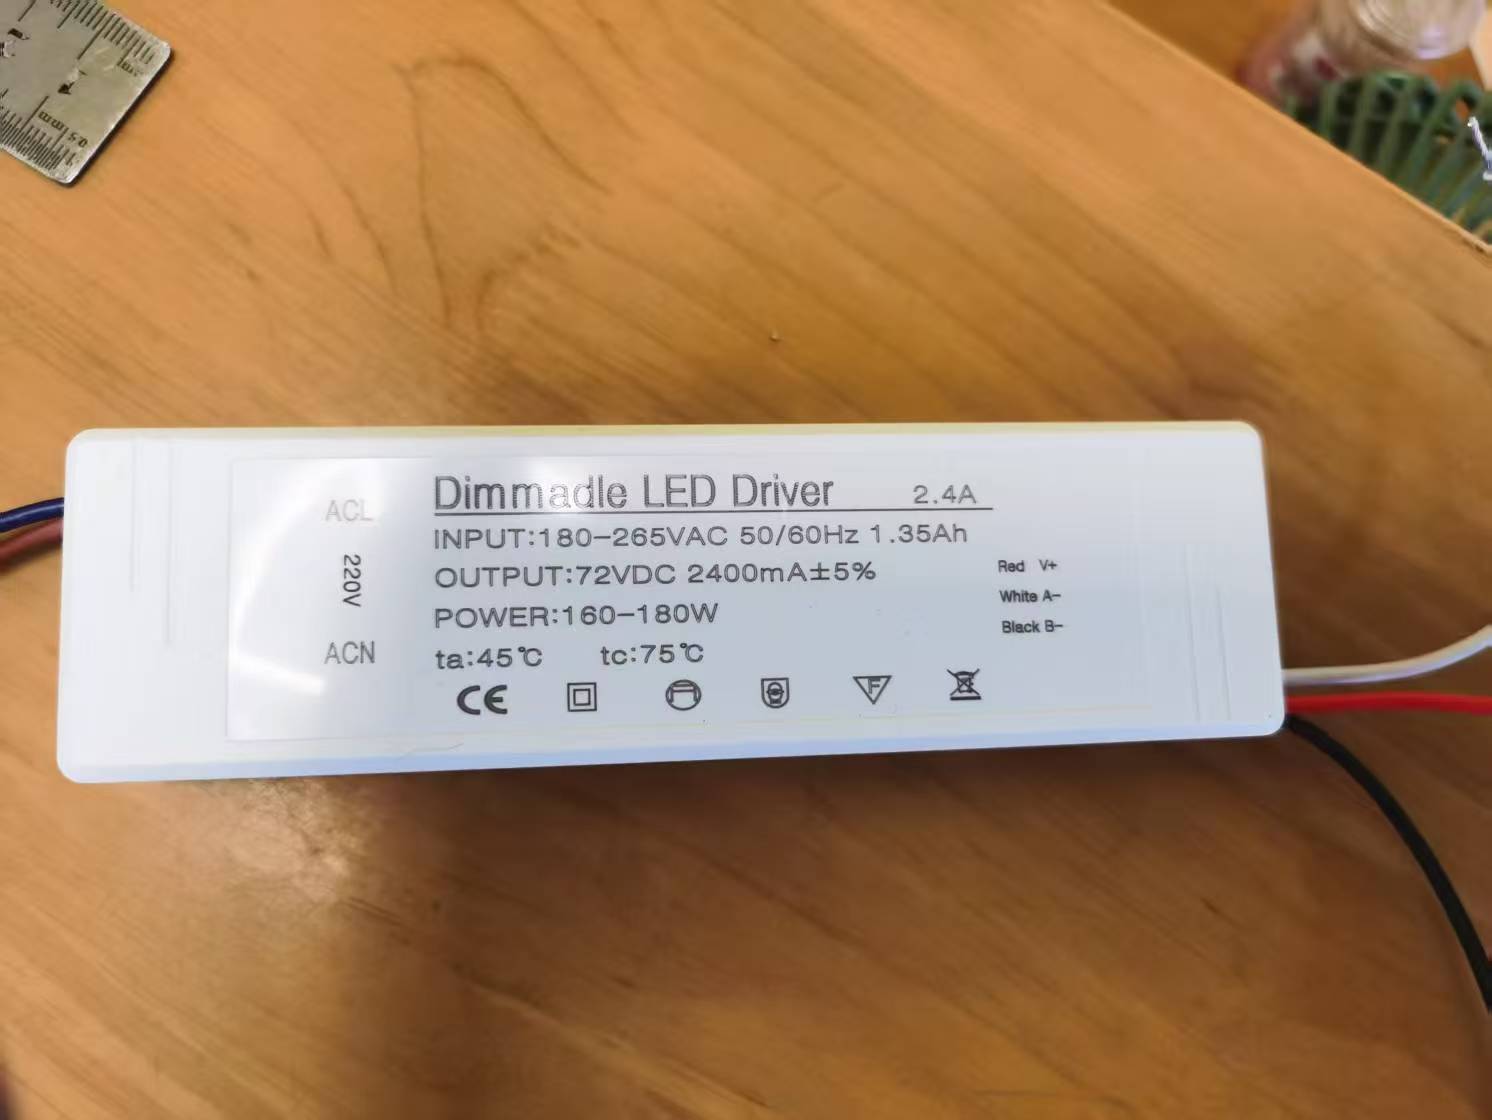 ACL
220V
ACN
Dimmadle LED Driver 2.4A
INPUT:180-265VAC 50/60Hz 1.35Ah
OUTPUT:72VDC 2400mA±5%
POWER:160-180W
ta:45℃ tc:75℃
CE
F
Red V+
White A-
Black B-